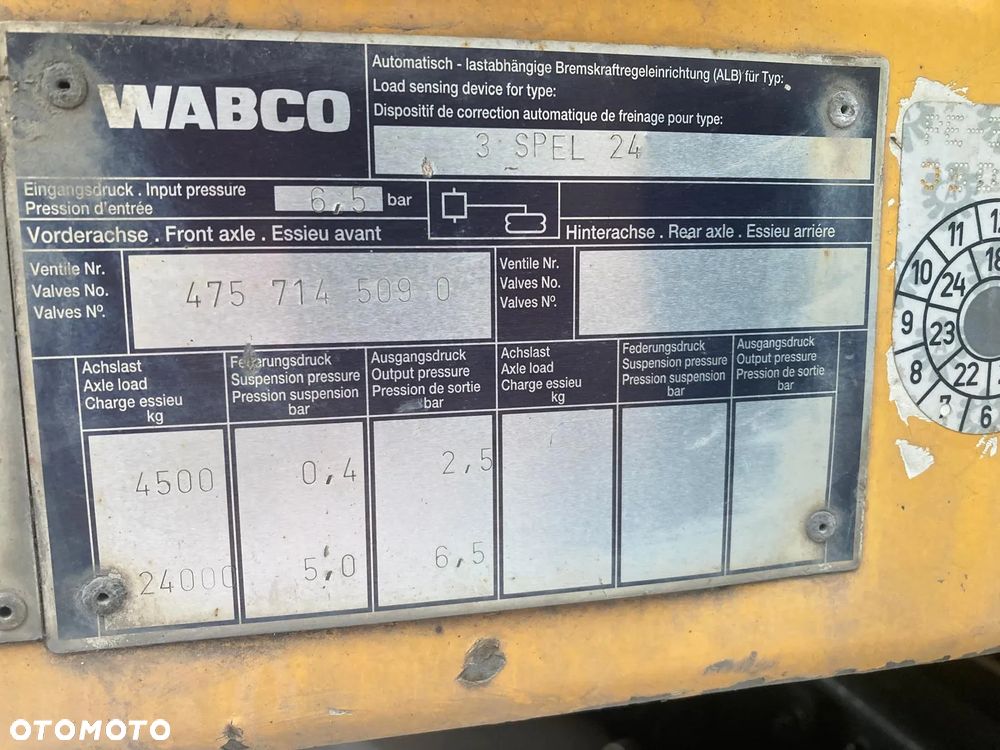 WABCO
Automatisch - lastabhängige Bremskraftregeleinrichtung (ALB) für Typ:
Load sensing device for type:
Dispositif de correction automatique de freinage pour type:
3 SPEL 24
Eingangsdruck . Input pressure
Pression d'entrée
6,5 bar
Vorderachse . Front axle . Essieu avant
Hinterachse . Rear axle . Essieu arriére
Ventile Nr.
Valves No.
Valves Nº.
475 714 509 0
Ventile Nr.
Valves No.
Valves Nº.
Achslast
Axle load
Charge essieu
kg
Federungsdruck
Suspension pressure
Pression suspension
bar
Ausgangsdruck
Output pressure
Pression de sortie
bar
Achslast
Axle load
Charge essieu
kg
Federungsdruck
Suspension pressure
Pression suspension
bar
Ausgangsdruck
Output pressure
Pression de sortie
bar
4500 0,4 2,5
24000 5,0 6,5
11
10
9
8
7
6
24
23
22
18
OTOMOTO